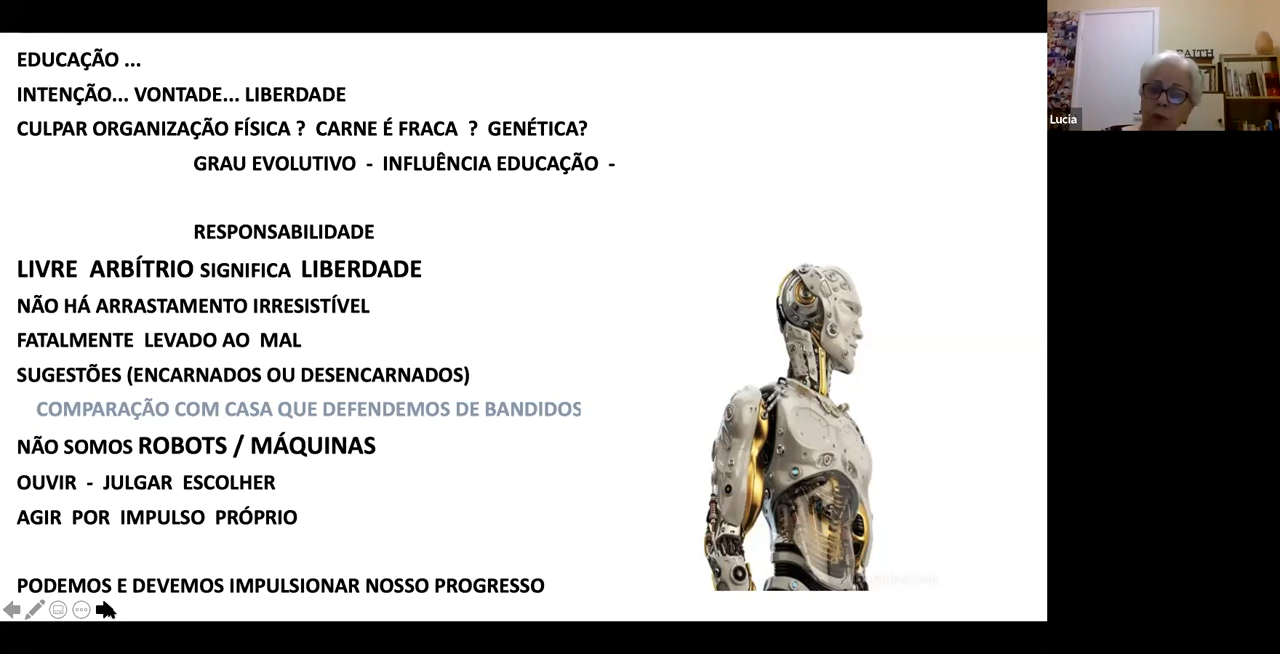 EDUCAÇÃO ...
INTENÇÃO... VONTADE... LIBERDADE
CULPAR ORGANIZAÇÃO FÍSICA ? CARNE É FRACA ? GENÉTICA?
GRAU EVOLUTIVO - INFLUÊNCIA EDUCAÇÃO -
RESPONSABILIDADE
LIVRE ARBÍTRIO SIGNIFICA LIBERDADE
NÃO HÁ ARRASTAMENTO IRRESISTÍVEL
FATALMENTE LEVADO AO MAL
SUGESTÕES (ENCARNADOS OU DESENCARNADOS)
COMPARAÇÃO COM CASA QUE DEFENDEMOS DE BANDIDOS
NÃO SOMOS ROBOTS / MÁQUINAS
OUVIR - JULGAR ESCOLHER
AGIR POR IMPULSO PRÓPRIO
PODEMOS E DEVEMOS IMPULSIONAR NOSSO PROGRESSO
FAITH
Lucia